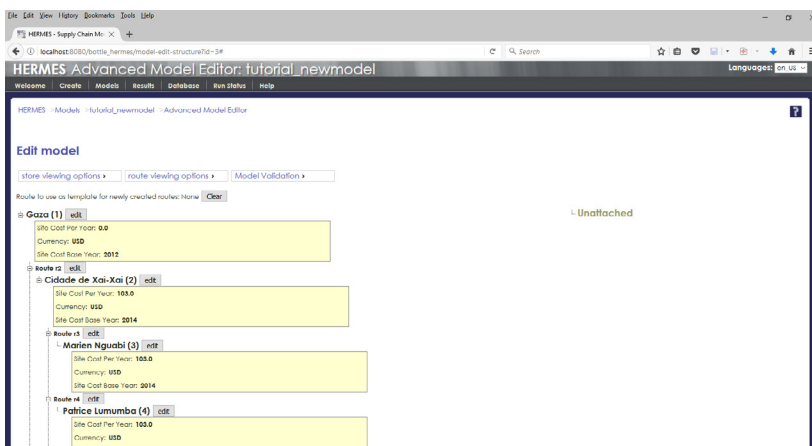 File Edit View History Bookmarks Tools Help
HERMES - Supply Chain Mo
localhost:8080/bottle_hermes/model-edit-structure?id=3#
Search
HERMES Advanced Model Editor: tutorial_newmodel
Languages: en_US
Welcome Create Models Results Database Run Status Help
HERMES >Models >tutorial_newmodel >Advanced Model Editor
?
Edit model
store viewing options › route viewing options › Model Validation ›
Route to use as template for newly created routes: None Clear
Gaza (1) edit
Unattached
Site Cost Per Year: 0.0
Currency: USD
Site Cost Base Year: 2012
Route r2 edit
Cidade de Xai-Xai (2) edit
Site Cost Per Year: 103.0
Currency: USD
Site Cost Base Year: 2014
Route r3 edit
Marien Nguabi (3) edit
Site Cost Per Year: 103.0
Currency: USD
Site Cost Base Year: 2014
Route r4 edit
Patrice Lumumba (4) edit
Site Cost Per Year: 103.0
Currency: USD